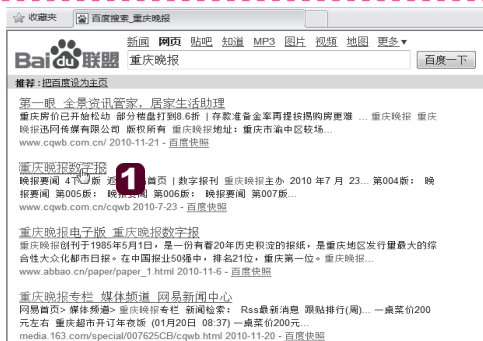 收藏夹 百度搜索_重庆晚报
新闻 网页 贴吧 知道 MP3 图片 视频 地图 更多▼
Bai du 联盟 重庆晚报 百度一下
推荐:把百度设为主页
第一眼 全景资讯管家,居家生活助理
重庆房价已开始松动 部分楼盘打到8.6折 | 存款准备金率再提抉择购房更难 ... 重庆晚报 重庆
晚报迅网传媒有限公司 版权所有 重庆晚报地址:重庆市渝中区较场...
www.cqwb.com.cn/ 2010-11-21 - 百度快照
重庆晚报数字报
晚报要闻 4下 版 返 首页 | 数字报刊 重庆晚报主办 2010 年7 月 23... 第004版: 晚
报要闻 第005版: 晚报要闻 第006版: 晚报要闻 第007版...
www.cqwb.com.cn/cqwb 2010-7-23 - 百度快照
1
重庆晚报电子版_重庆晚报数字报
重庆晚报创刊于1985年5月1日,是一份有着20年历史积淀的报纸,是重庆地区发行量最大的综
合性大众化都市日报。在中国报业50强中,排名21位,重庆第一位。重庆晚报...
www.abbao.cn/paper/paper_1.html 2010-11-6 - 百度快照
重庆晚报专栏_媒体频道_网易新闻中心
网易首页> 媒体频道> 重庆晚报专栏 新闻检索: Rss最新消息 跟贴排行(周)... 一桌菜价200
元左右 重庆超市开订年夜饭 (01月20日 08:37) 一桌菜价200元...
media.163.com/special/007625CB/cqwb.html 2010-11-20 - 百度快照